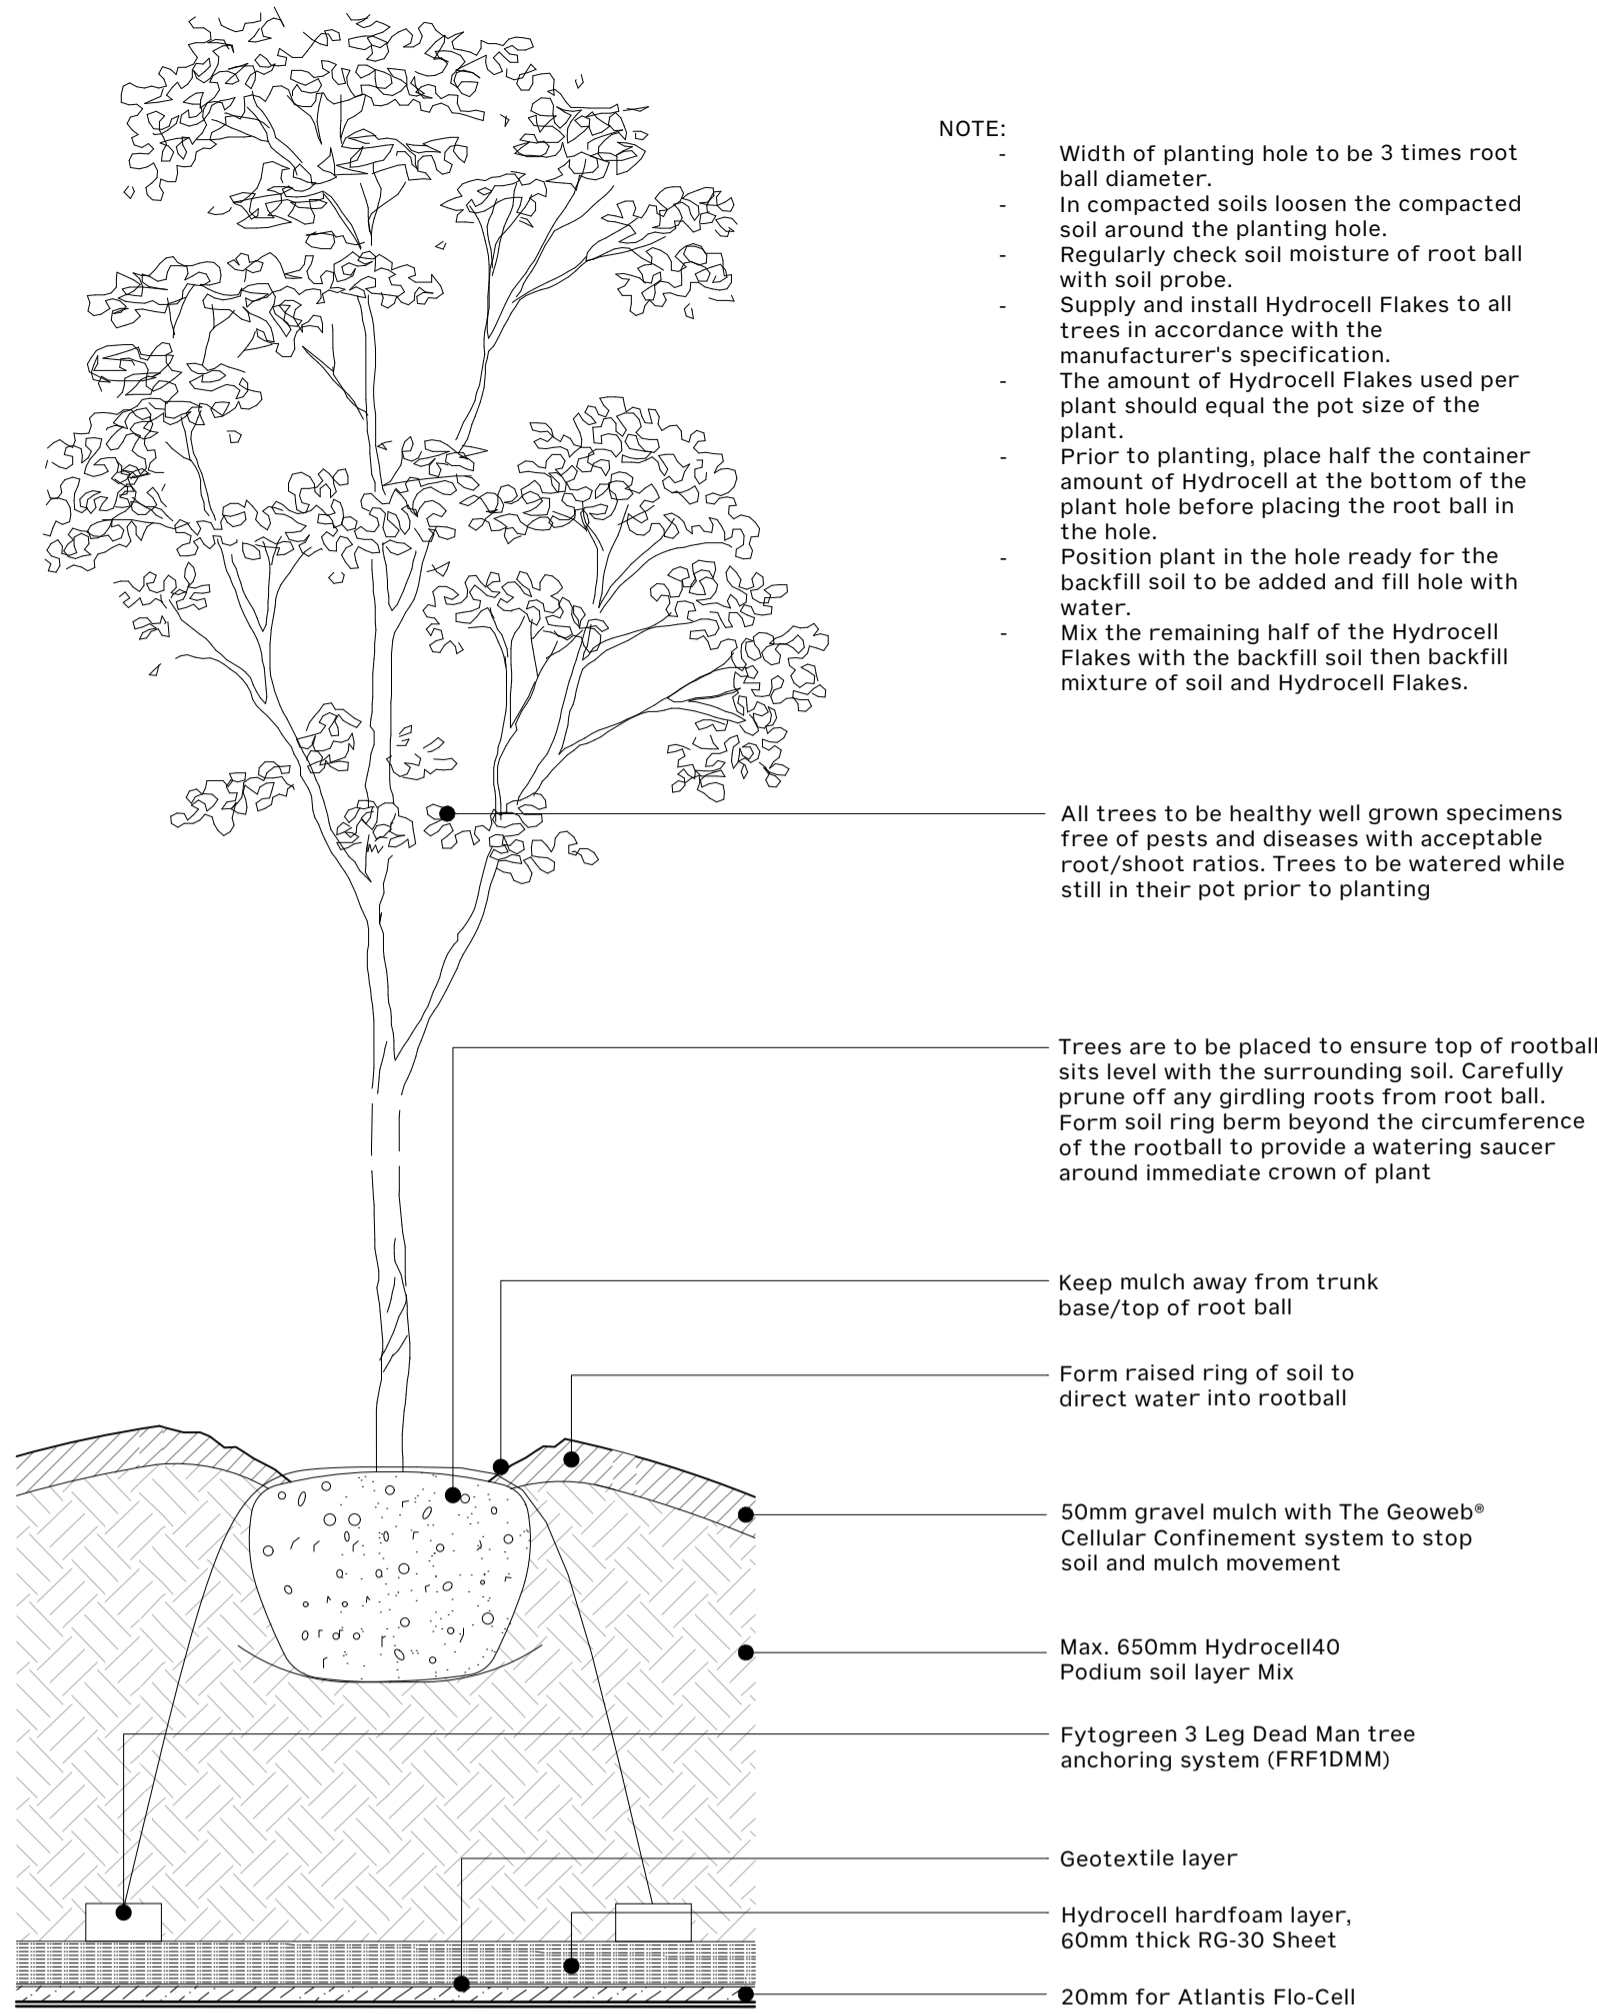 NOTE:
- Width of planting hole to be 3 times root
ball diameter.
- In compacted soils loosen the compacted
soil around the planting hole.
- Regularly check soil moisture of root ball
with soil probe.
- Supply and install Hydrocell Flakes to all
trees in accordance with the
manufacturer's specification.
- The amount of Hydrocell Flakes used per
plant should equal the pot size of the
plant.
- Prior to planting, place half the container
amount of Hydrocell at the bottom of the
plant hole before placing the root ball in
the hole.
- Position plant in the hole ready for the
backfill soil to be added and fill hole with
water.
- Mix the remaining half of the Hydrocell
Flakes with the backfill soil then backfill
mixture of soil and Hydrocell Flakes.
All trees to be healthy well grown specimens
free of pests and diseases with acceptable
root/shoot ratios. Trees to be watered while
still in their pot prior to planting
Trees are to be placed to ensure top of rootball
sits level with the surrounding soil. Carefully
prune off any girdling roots from root ball.
Form soil ring berm beyond the circumference
of the rootball to provide a watering saucer
around immediate crown of plant
Keep mulch away from trunk
base/top of root ball
Form raised ring of soil to
direct water into rootball
50mm gravel mulch with The Geoweb®
Cellular Confinement system to stop
soil and mulch movement
Max. 650mm Hydrocell40
Podium soil layer Mix
Fytogreen 3 Leg Dead Man tree
anchoring system (FRF1DMM)
Geotextile layer
Hydrocell hardfoam layer,
60mm thick RG-30 Sheet
20mm for Atlantis Flo-Cell